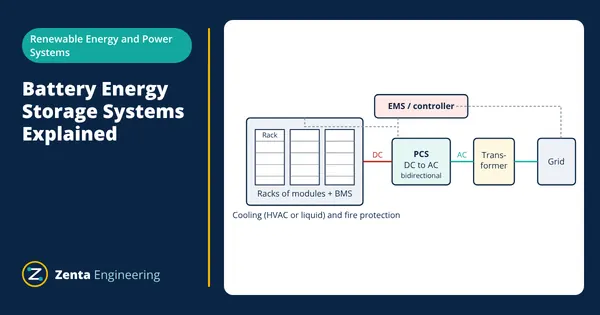 Renewable Energy and Power
Systems
Battery Energy
Storage Systems
Explained
Zenta Engineering
EMS / controller
Rack
Racks of modules + BMS
Cooling (HVAC or liquid) and fire protection
DC
PCS
DC to AC
bidirectional
AC
Trans-
former
Grid